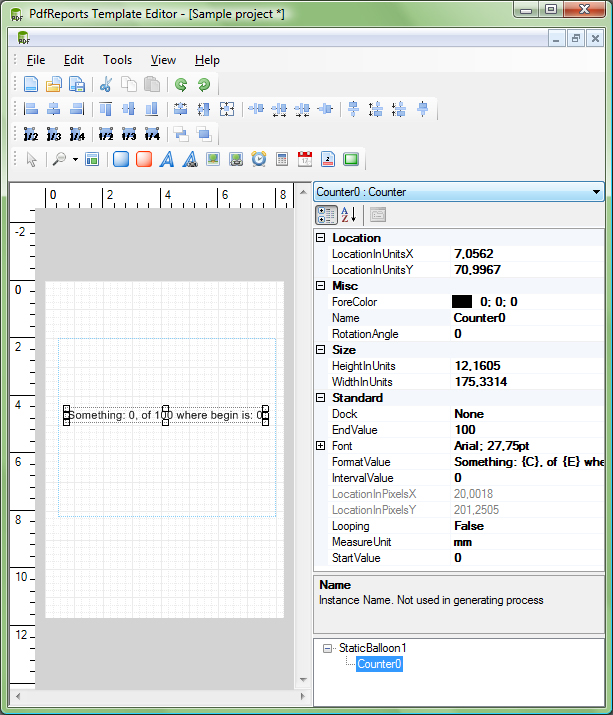 PdfReports Template Editor - [Sample project *]
File Edit Tools View Help
1/2 1/3 1/4 1/2 1/3 1/4
0 2 4 6 8
-2
0
2
4
6
8
10
12
Something: 0, of 100 where begin is: 0
Counter0 : Counter
Location
LocationInUnitsX 7,0562
LocationInUnitsY 70,9967
Misc
ForeColor 0; 0; 0
Name Counter0
RotationAngle 0
Size
HeightInUnits 12,1605
WidthInUnits 175,3314
Standard
Dock None
EndValue 100
Font Arial; 27,75pt
FormatValue Something: {C}, of {E} whe
IntervalValue 0
LocationInPixelsX 20,0018
LocationInPixelsY 201,2505
Looping False
MeasureUnit mm
StartValue 0
Name
Instance Name. Not used in generating process
StaticBalloon1
Counter0